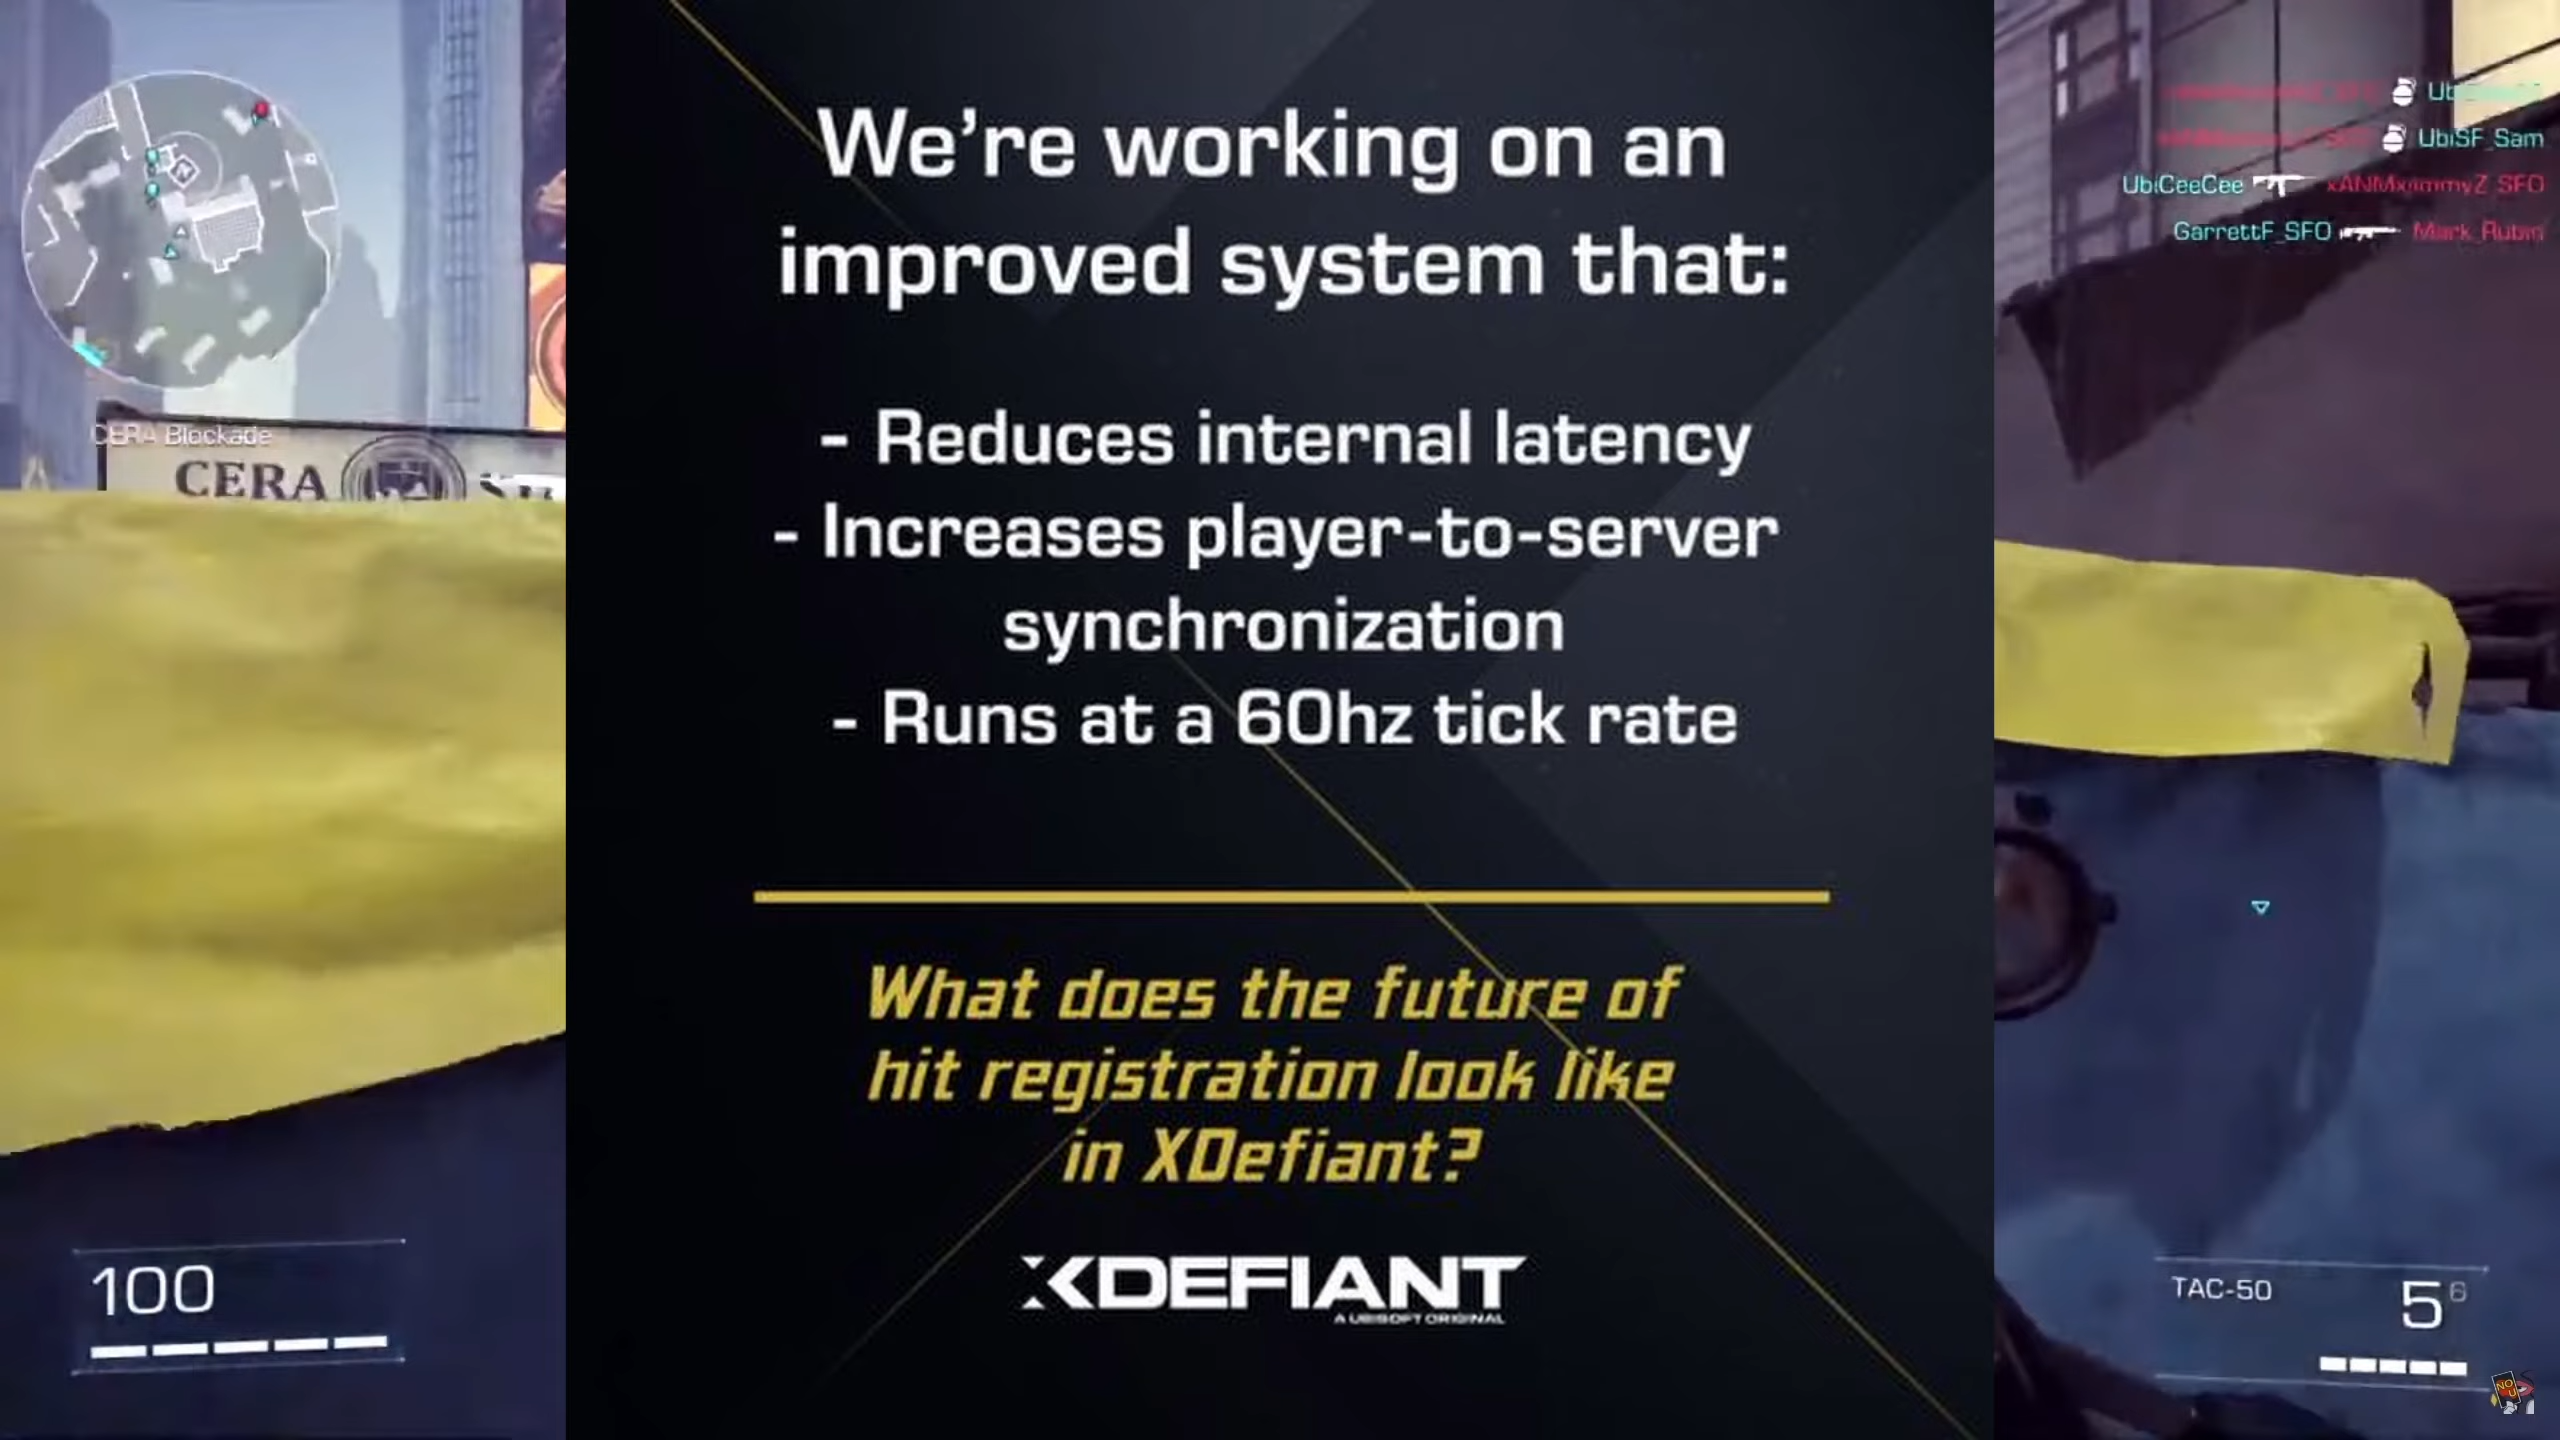 We're working on an
improved system that:
- Reduces internal latency
- Increases player-to-server
synchronization
- Runs at a 60hz tick rate
What does the future of
hit registration look like
in XDefiant?
XDEFIANT
A UBISOFT ORIGINAL
CERA Blockade
CERA
100
UbiSF_Sam
UbiCeeCee xANMxjimmyZ_SFO
GarrettF_SFO Mark_Rubin
TAC-50
5 6
NO
U